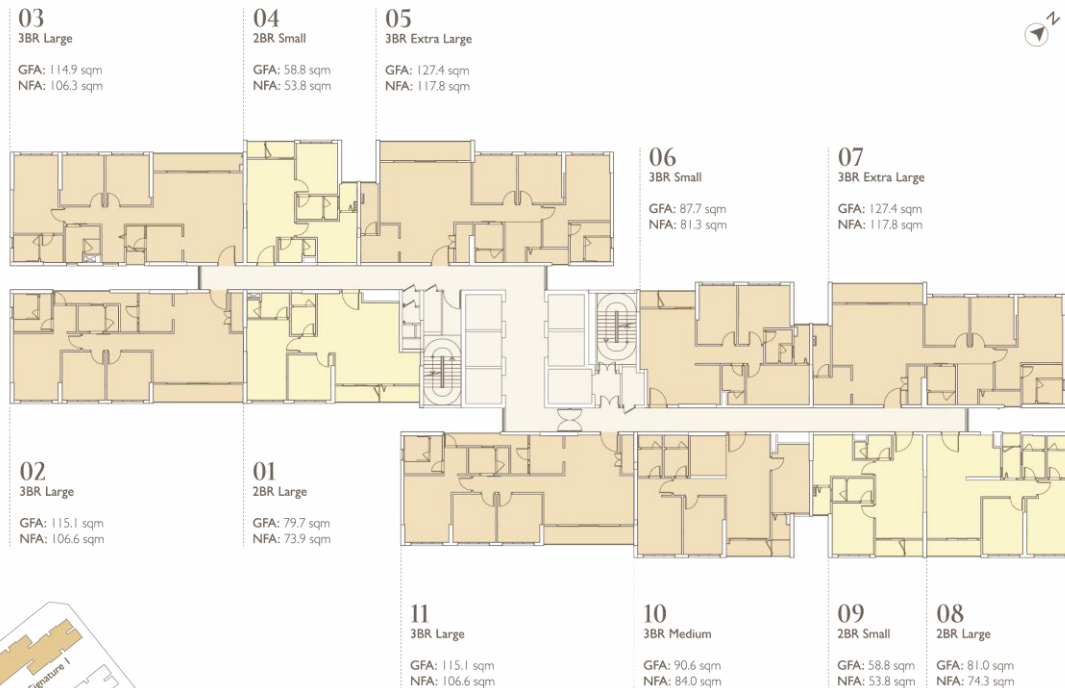 03
3BR Large
GFA: 114.9 sqm
NFA: 106.3 sqm
04
2BR Small
GFA: 58.8 sqm
NFA: 53.8 sqm
05
3BR Extra Large
GFA: 127.4 sqm
NFA: 117.8 sqm
N
06
3BR Small
GFA: 87.7 sqm
NFA: 81.3 sqm
07
3BR Extra Large
GFA: 127.4 sqm
NFA: 117.8 sqm
02
3BR Large
GFA: 115.1 sqm
NFA: 106.6 sqm
01
2BR Large
GFA: 79.7 sqm
NFA: 73.9 sqm
11
3BR Large
GFA: 115.1 sqm
NFA: 106.6 sqm
10
3BR Medium
GFA: 90.6 sqm
NFA: 84.0 sqm
09
2BR Small
GFA: 58.8 sqm
NFA: 53.8 sqm
08
2BR Large
GFA: 81.0 sqm
NFA: 74.3 sqm
Signature 1